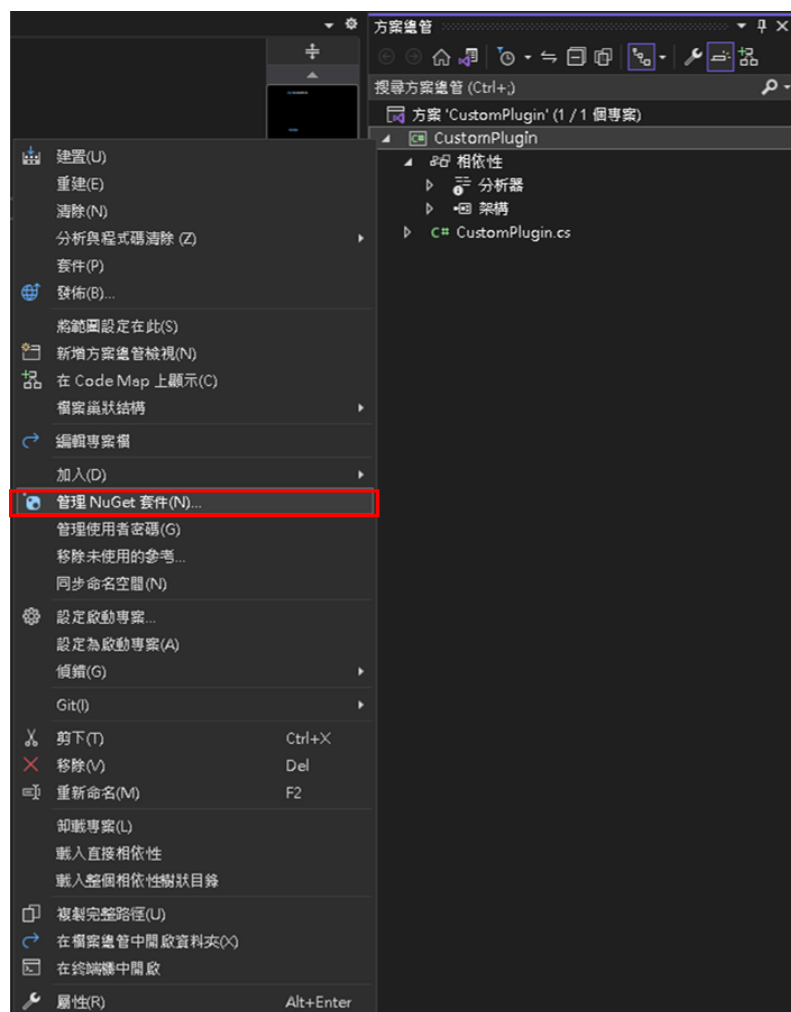 方案總管
搜尋方案總管 (Ctrl+;)
方案 'CustomPlugin' (1 / 1 個專案)
CustomPlugin
相依性
分析器
架構
C# CustomPlugin.cs
建置(U)
重建(E)
清除(N)
分析與程式碼清除 (Z)
套件(P)
發佈(B)...
將範圍設定在此(S)
新增方案總管檢視(N)
在 Code Map 上顯示(C)
檔案巢狀結構
編輯專案檔
加入(D)
管理 NuGet 套件(N)...
管理使用者密碼(G)
移除未使用的參考...
同步命名空間(N)
設定啟動專案...
設定為啟動專案(A)
偵錯(G)
Git(I)
剪下(T) Ctrl+X
移除(V) Del
重新命名(M) F2
卸載專案(L)
載入直接相依性
載入整個相依性樹狀目錄
複製完整路徑(U)
在檔案總管中開啟資料夾(X)
在終端機中開啟
屬性(R) Alt+Enter